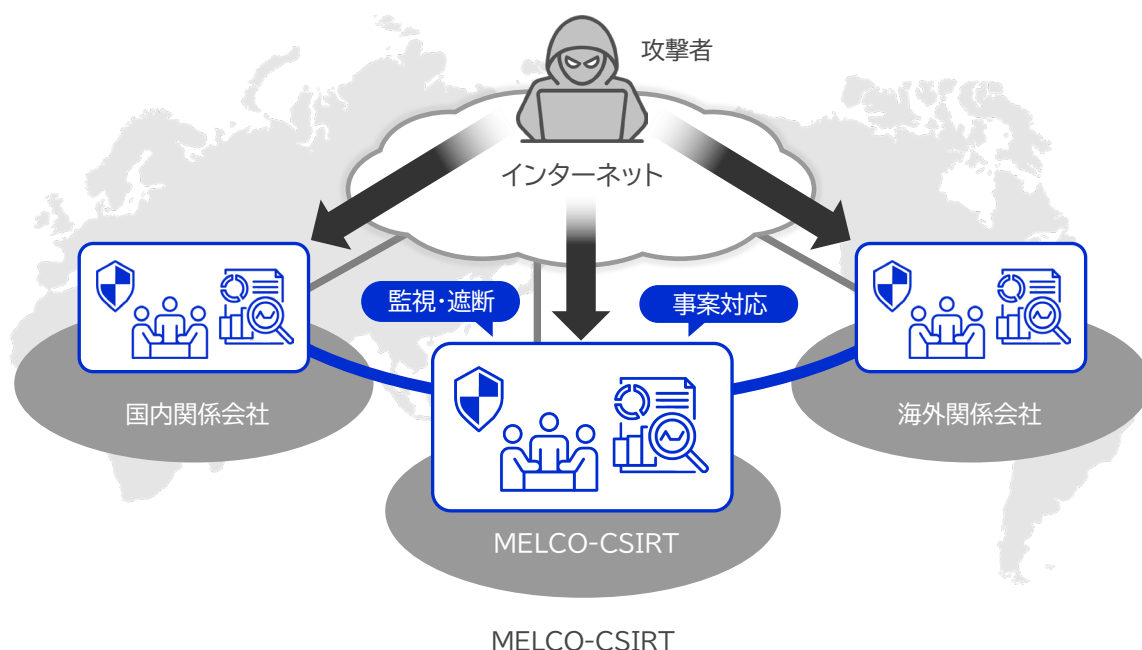 攻撃者
インターネット
監視・遮断
事案対応
国内関係会社
海外関係会社
MELCO-CSIRT
MELCO-CSIRT